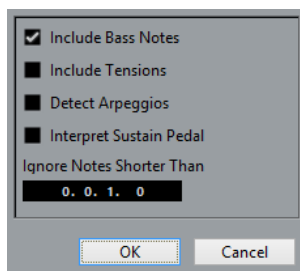 Include Bass Notes
Include Tensions
Detect Arpeggios
Interpret Sustain Pedal
Ignore Notes Shorter Than
0. 0. 1. 0
OK Cancel